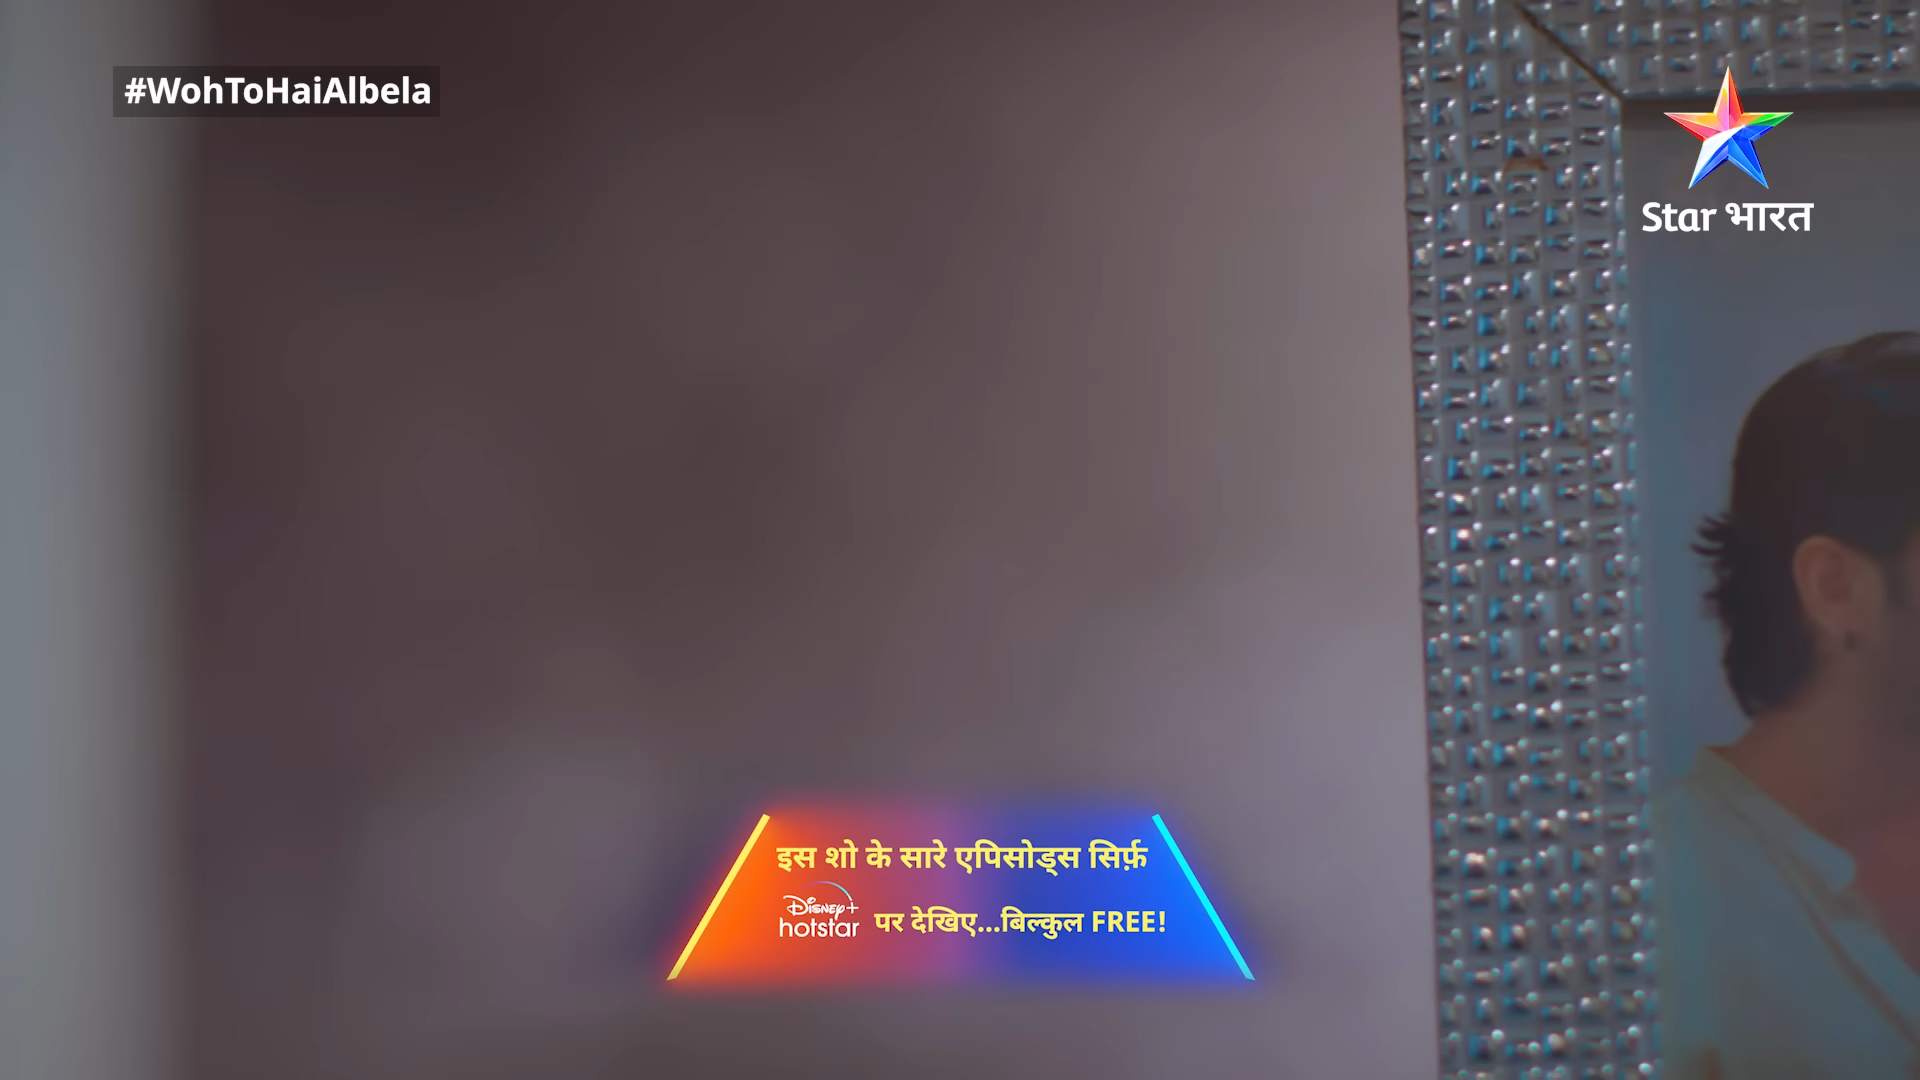 #WohToHaiAlbela
Star भारत
इस शो के सारे एपिसोड्स सिर्फ़
Disney+ hotstar पर देखिए...बिल्कुल FREE!